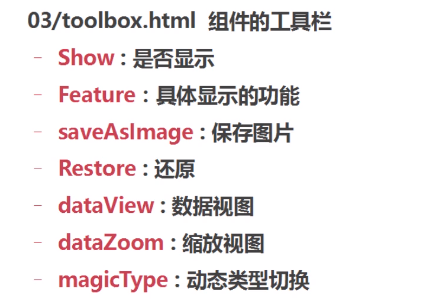 03/toolbox.html 组件的工具栏
- Show : 是否显示
- Feature : 具体显示的功能
- saveAsImage : 保存图片
- Restore : 还原
- dataView : 数据视图
- dataZoom : 缩放视图
- magicType : 动态类型切换